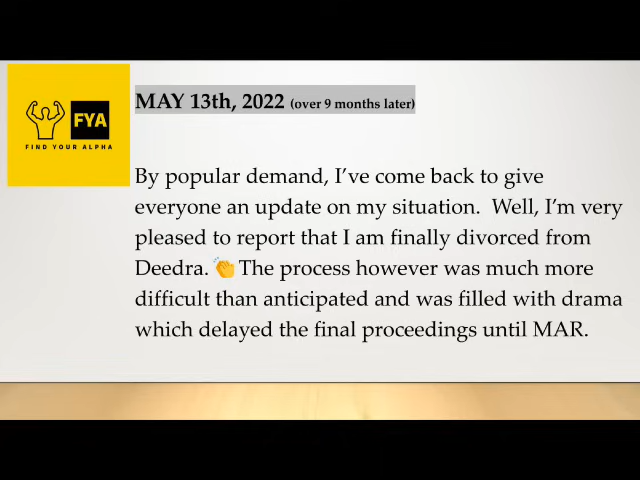 FYA
FIND YOUR ALPHA
MAY 13th, 2022 (over 9 months later)
By popular demand, I’ve come back to give
everyone an update on my situation.  Well, I’m very
pleased to report that I am finally divorced from
Deedra. 👏 The process however was much more
difficult than anticipated and was filled with drama
which delayed the final proceedings until MAR.